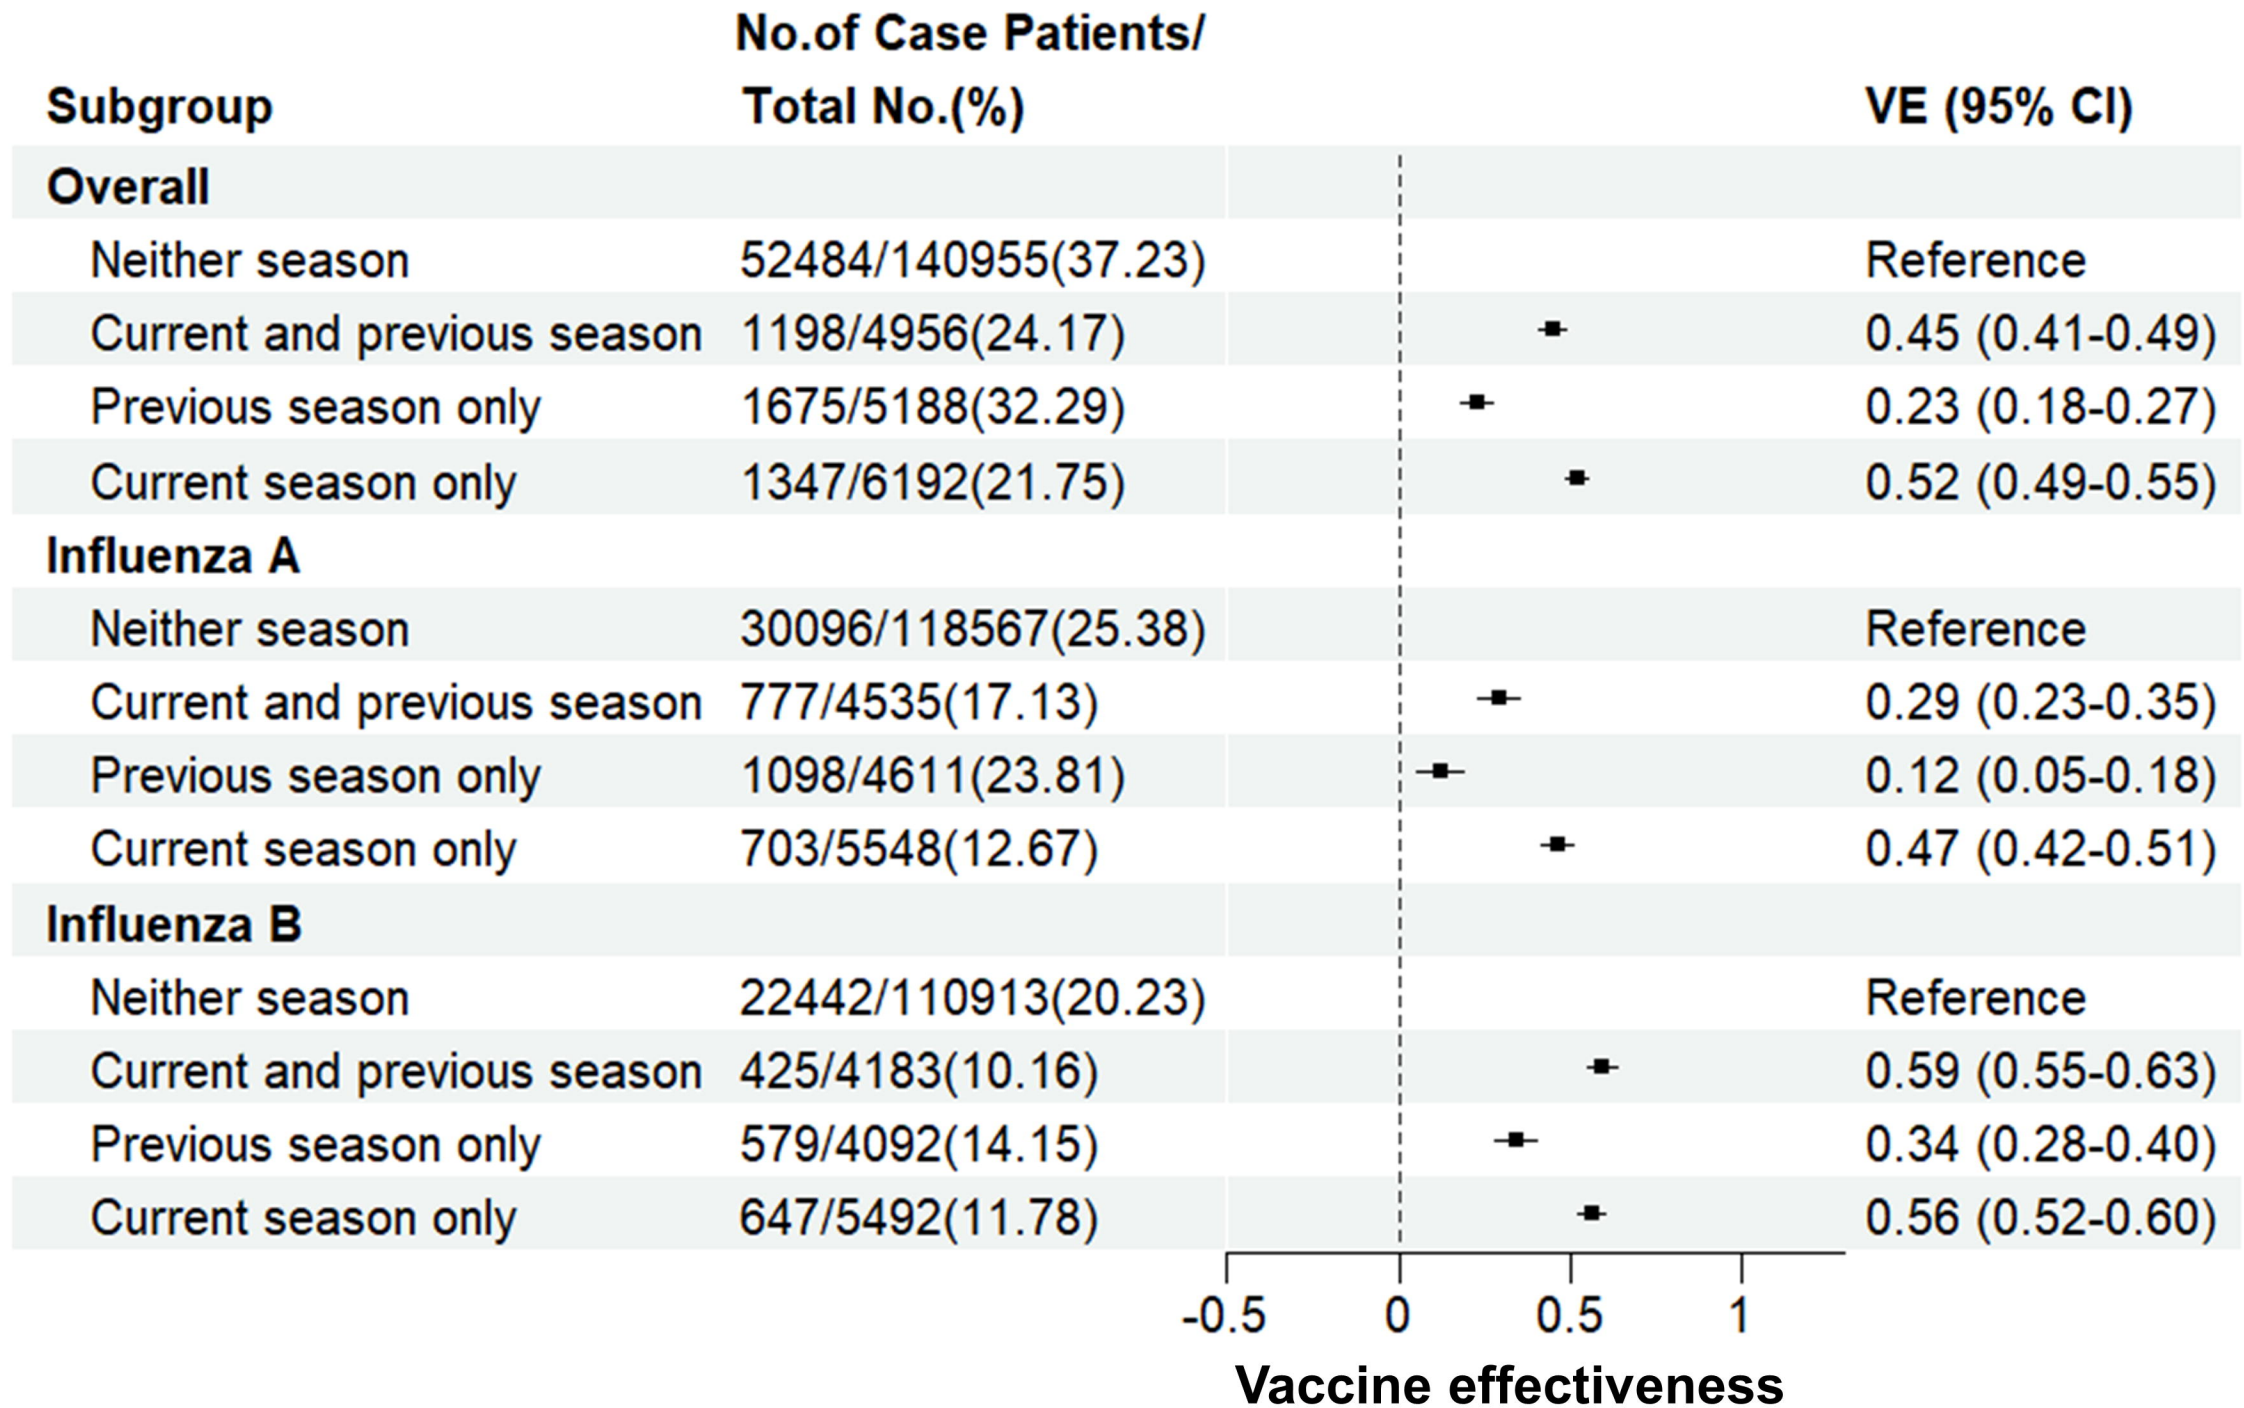 No.of Case Patients/
Subgroup Total No.(%) VE (95% CI)
Overall
Neither season 52484/140955(37.23) Reference
Current and previous season 1198/4956(24.17) 0.45 (0.41-0.49)
Previous season only 1675/5188(32.29) 0.23 (0.18-0.27)
Current season only 1347/6192(21.75) 0.52 (0.49-0.55)
Influenza A
Neither season 30096/118567(25.38) Reference
Current and previous season 777/4535(17.13) 0.29 (0.23-0.35)
Previous season only 1098/4611(23.81) 0.12 (0.05-0.18)
Current season only 703/5548(12.67) 0.47 (0.42-0.51)
Influenza B
Neither season 22442/110913(20.23) Reference
Current and previous season 425/4183(10.16) 0.59 (0.55-0.63)
Previous season only 579/4092(14.15) 0.34 (0.28-0.40)
Current season only 647/5492(11.78) 0.56 (0.52-0.60)
-0.5 0 0.5 1
Vaccine effectiveness